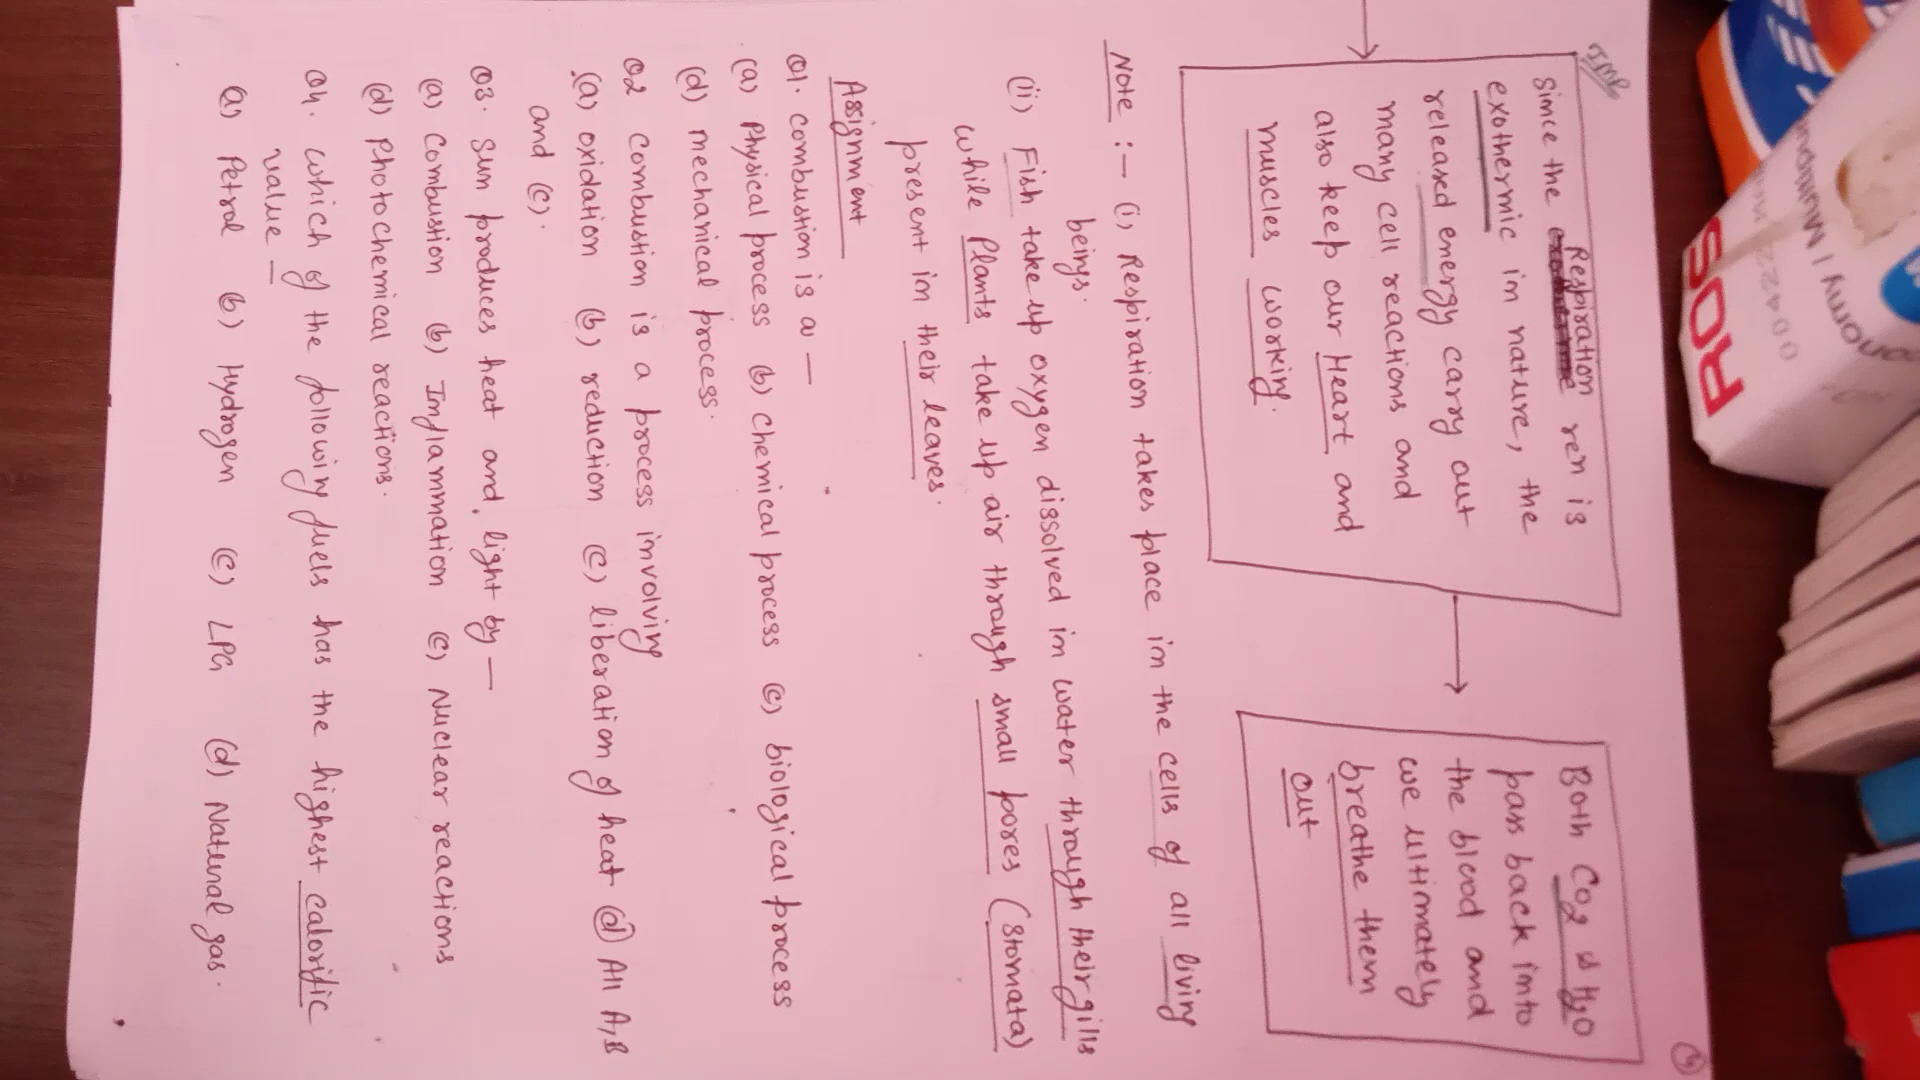 IMP
Since the Respiration rxn is
exothermic in nature, the
released energy carry out
many cell reactions and
also keep our Heart and
muscles working.
Both CO2 & H2O
pass back into
the blood and
we ultimately
breathe them
out
Note :- (i) Respiration takes place in the cells of all living
beings.
(ii) Fish take up oxygen dissolved in water through their gills
while Plants take up air through small pores (stomata)
present in their leaves.
Assignment
Q1. Combustion is a —
(a) Physical process (b) chemical process (c) biological process
(d) mechanical process.
Q2 Combustion is a process involving
(a) oxidation (b) reduction (c) liberation of heat (d) All A,B
and (C).
Q3. Sun produces heat and light by —
(a) Combustion (b) Inflammation (c) Nuclear reactions
(d) Photochemical reactions.
Q4. which of the following fuels has the highest calorific
value —
(a) Petrol (b) Hydrogen (c) LPG (d) Natural gas.
ROS